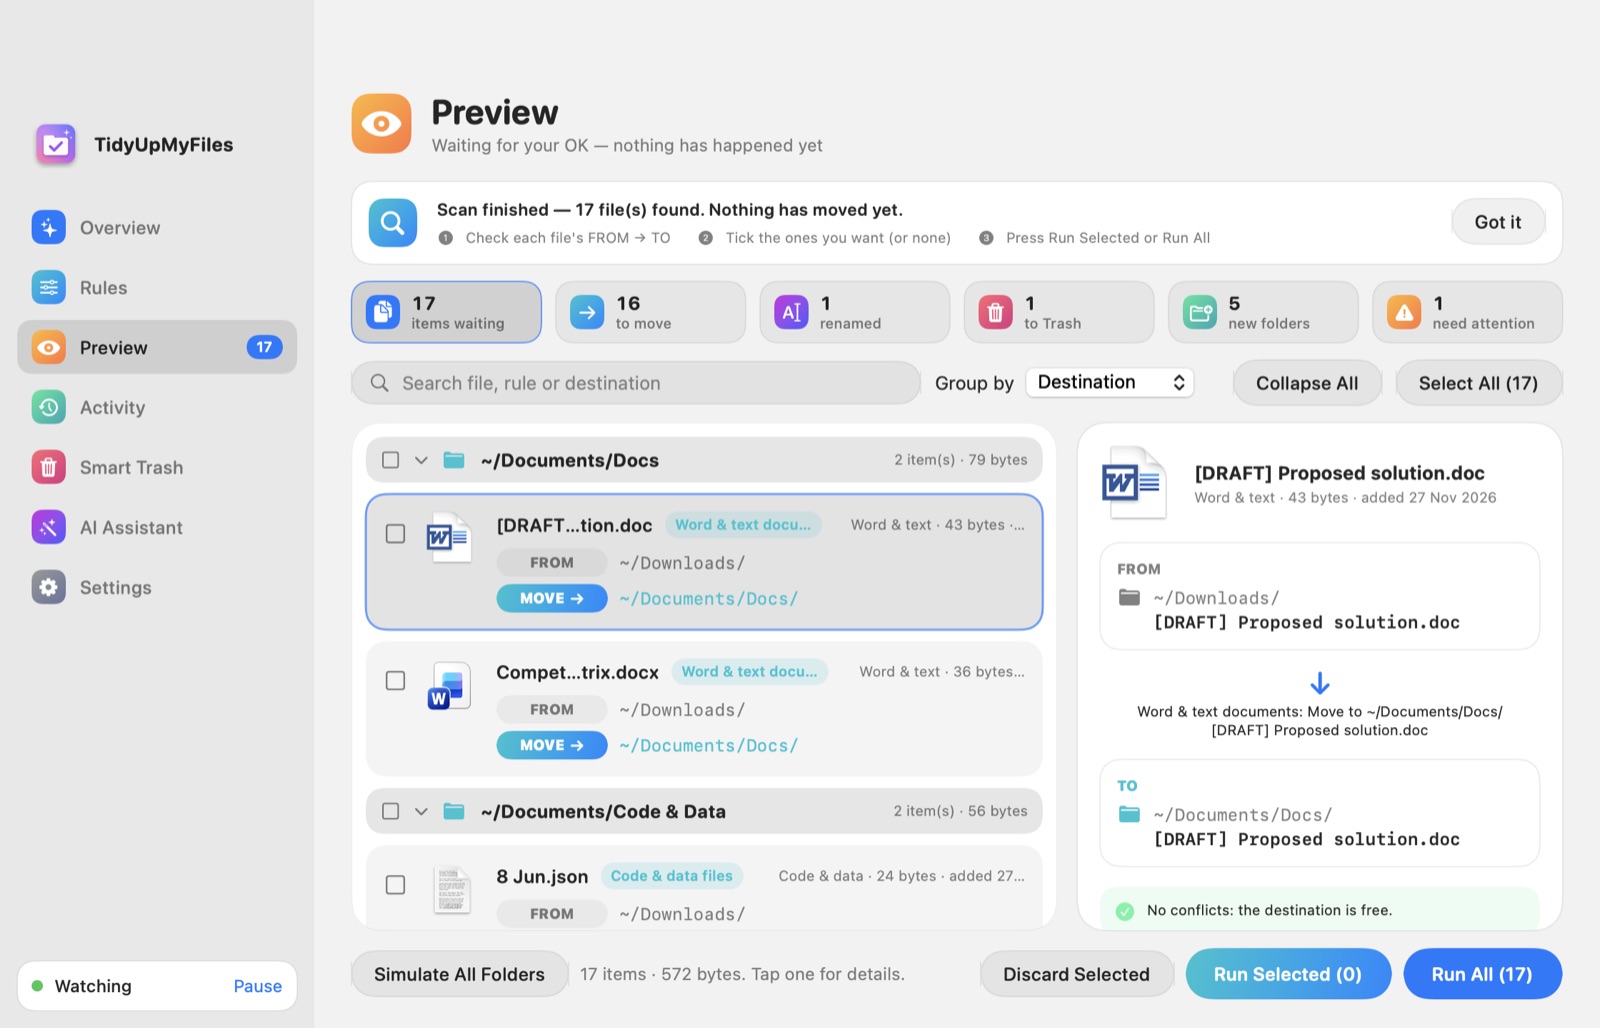 TidyUpMyFiles
Overview
Rules
Preview 17
Activity
Smart Trash
AI Assistant
Settings
Watching Pause
Preview
Waiting for your OK — nothing has happened yet
Scan finished — 17 file(s) found. Nothing has moved yet.
1 Check each file's FROM → TO 2 Tick the ones you want (or none) 3 Press Run Selected or Run All
Got it
17
items waiting
16
to move
1
renamed
1
to Trash
5
new folders
1
need attention
Search file, rule or destination
Group by Destination
Collapse All
Select All (17)
~/Documents/Docs 2 item(s) · 79 bytes
[DRAFT...tion.doc Word & text docu... Word & text · 43 bytes ·...
FROM ~/Downloads/
MOVE → ~/Documents/Docs/
Compet...trix.docx Word & text docu... Word & text · 36 bytes...
FROM ~/Downloads/
MOVE → ~/Documents/Docs/
~/Documents/Code & Data 2 item(s) · 56 bytes
8 Jun.json Code & data files Code & data · 24 bytes · added 27...
FROM ~/Downloads/
[DRAFT] Proposed solution.doc
Word & text · 43 bytes · added 27 Nov 2026
FROM
~/Downloads/
[DRAFT] Proposed solution.doc
Word & text documents: Move to ~/Documents/Docs/
[DRAFT] Proposed solution.doc
TO
~/Documents/Docs/
[DRAFT] Proposed solution.doc
No conflicts: the destination is free.
Simulate All Folders
17 items · 572 bytes. Tap one for details.
Discard Selected
Run Selected (0)
Run All (17)